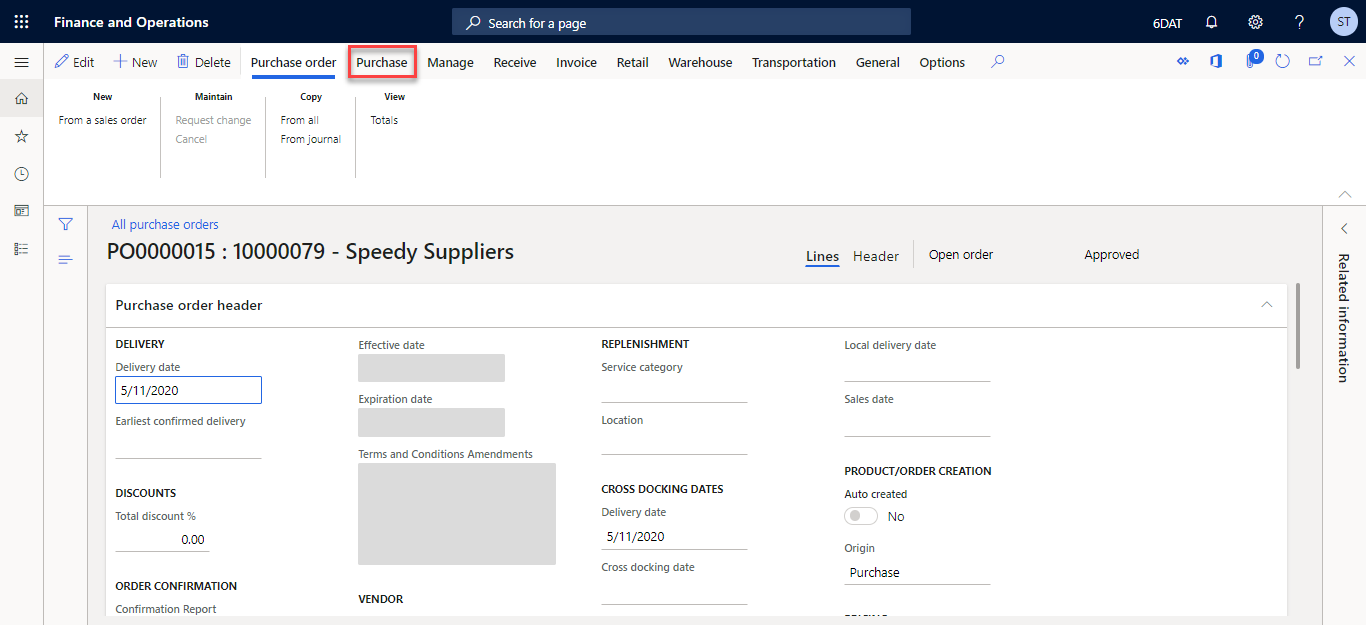 Finance and Operations
Search for a page
6DAT
?
ST
Edit
New
Delete
Purchase order
Purchase
Manage
Receive
Invoice
Retail
Warehouse
Transportation
General
Options
0
New
From a sales order
Maintain
Request change
Cancel
Copy
From all
From journal
View
Totals
All purchase orders
PO0000015 : 10000079 - Speedy Suppliers
Lines
Header
Open order
Approved
Related information
Purchase order header
DELIVERY
Delivery date
5/11/2020
Earliest confirmed delivery
DISCOUNTS
Total discount %
0.00
ORDER CONFIRMATION
Confirmation Report
Effective date
Expiration date
Terms and Conditions Amendments
VENDOR
REPLENISHMENT
Service category
Location
CROSS DOCKING DATES
Delivery date
5/11/2020
Cross docking date
Local delivery date
Sales date
PRODUCT/ORDER CREATION
Auto created
No
Origin
Purchase